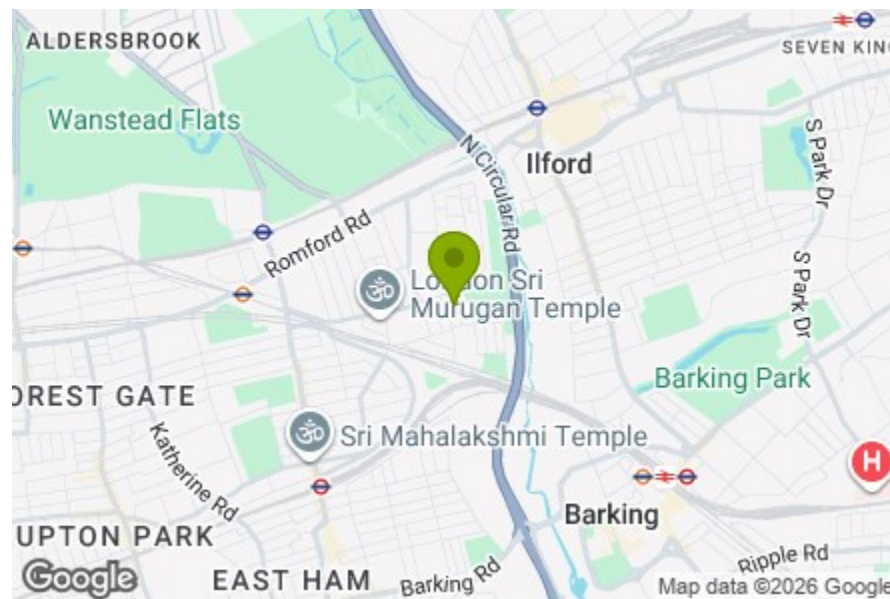 ALDERSBROOK
SEVEN KING
Wanstead Flats
N Circular Rd
Ilford
S Park Dr
Romford Rd
London Sri
Murugan Temple
S Park Dr
Barking Park
OREST GATE
Katherine Rd
Sri Mahalakshmi Temple
H
Barking
UPTON PARK
EAST HAM
Barking Rd
Ripple Rd
Google
Map data ©2026 Google